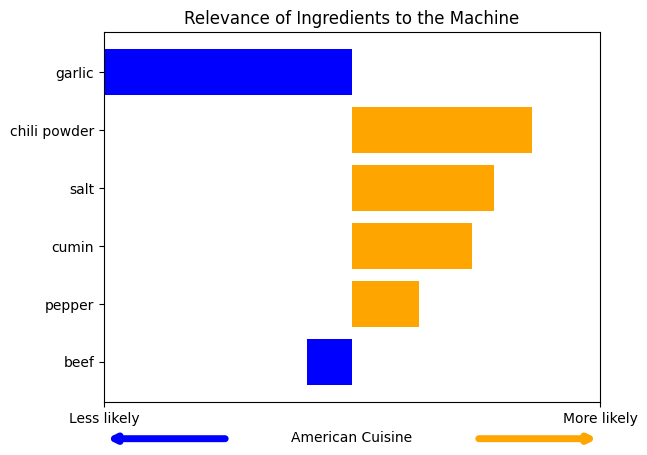 Relevance of Ingredients to the Machine
garlic
chili powder
salt
cumin
pepper
beef
Less likely
More likely
American Cuisine